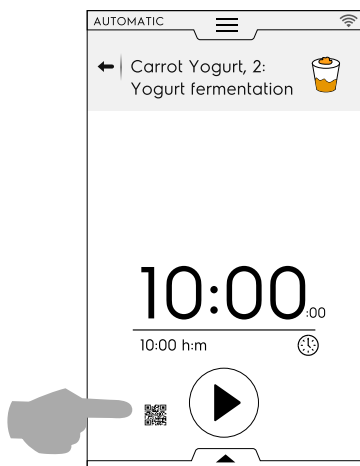 AUTOMATIC
Carrot Yogurt, 2:
Yogurt fermentation
10:00:00
10:00 h:m